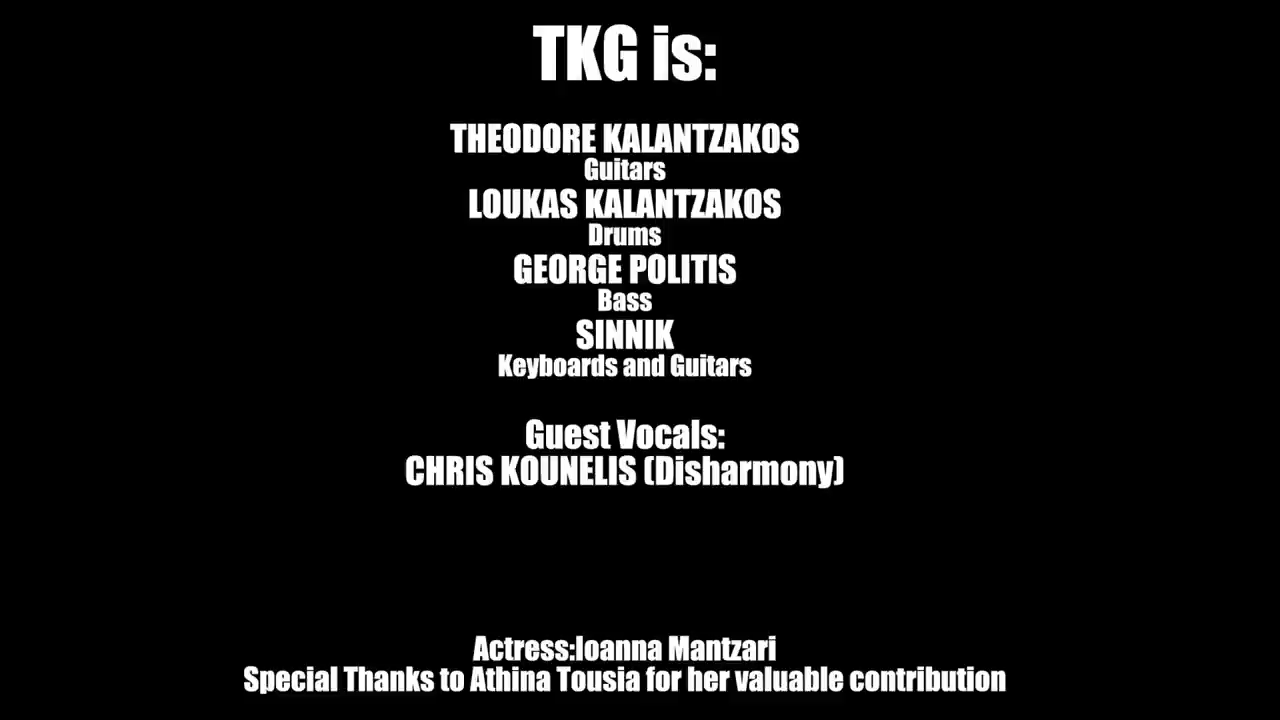 TKG is:
THEODORE KALANTZAKOS
Guitars
LOUKAS KALANTZAKOS
Drums
GEORGE POLITIS
Bass
SINNIK
Keyboards and Guitars
Guest Vocals:
CHRIS KOUNELIS (Disharmony)
Actress:Ioanna Mantzari
Special Thanks to Athina Tousia for her valuable contribution